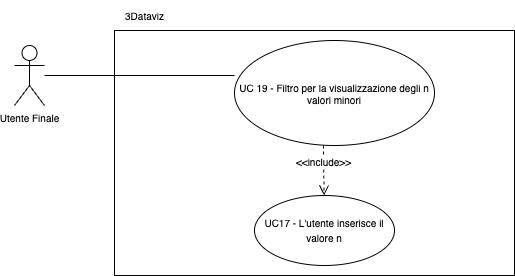 3Dataviz
UC 19 - Filtro per la visualizzazione degli n
valori minori
Utente Finale
<<include>>
UC17 - L'utente inserisce il
valore n